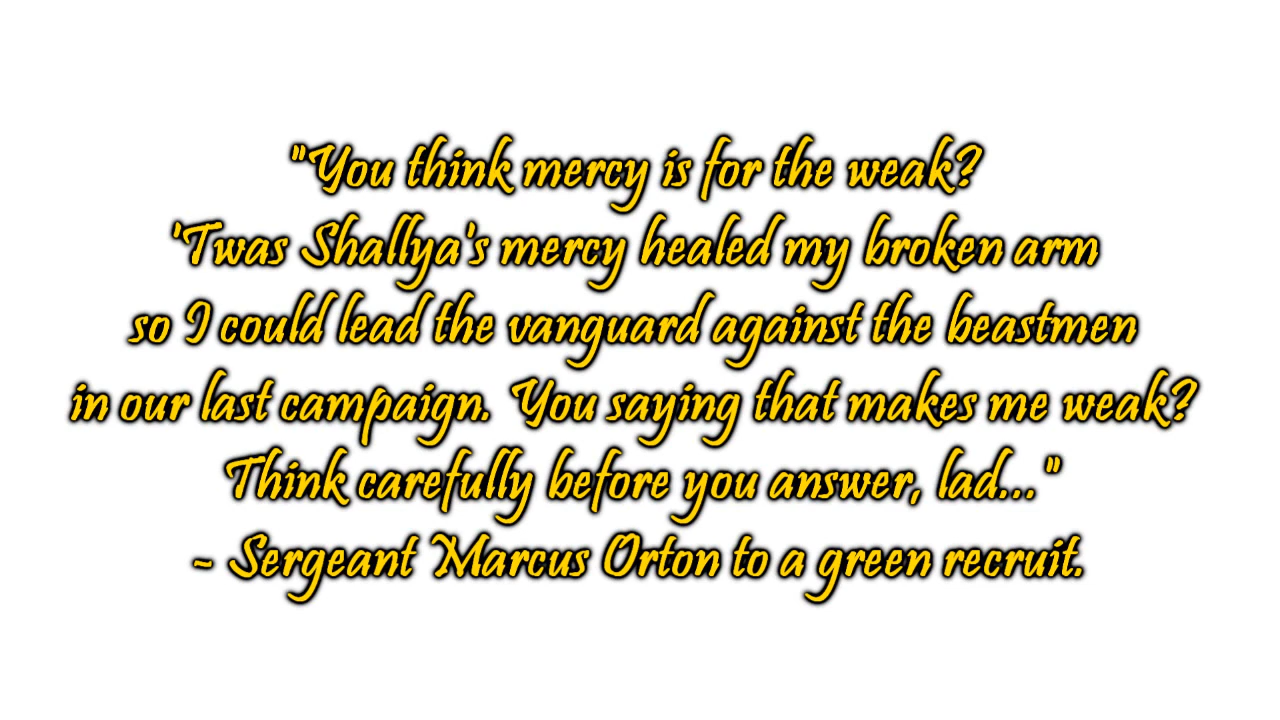 "You think mercy is for the weak?
'Twas Shallya's mercy healed my broken arm
so I could lead the vanguard against the beastmen
in our last campaign. You saying that makes me weak?
Think carefully before you answer, lad..."
- Sergeant Marcus Orton to a green recruit.